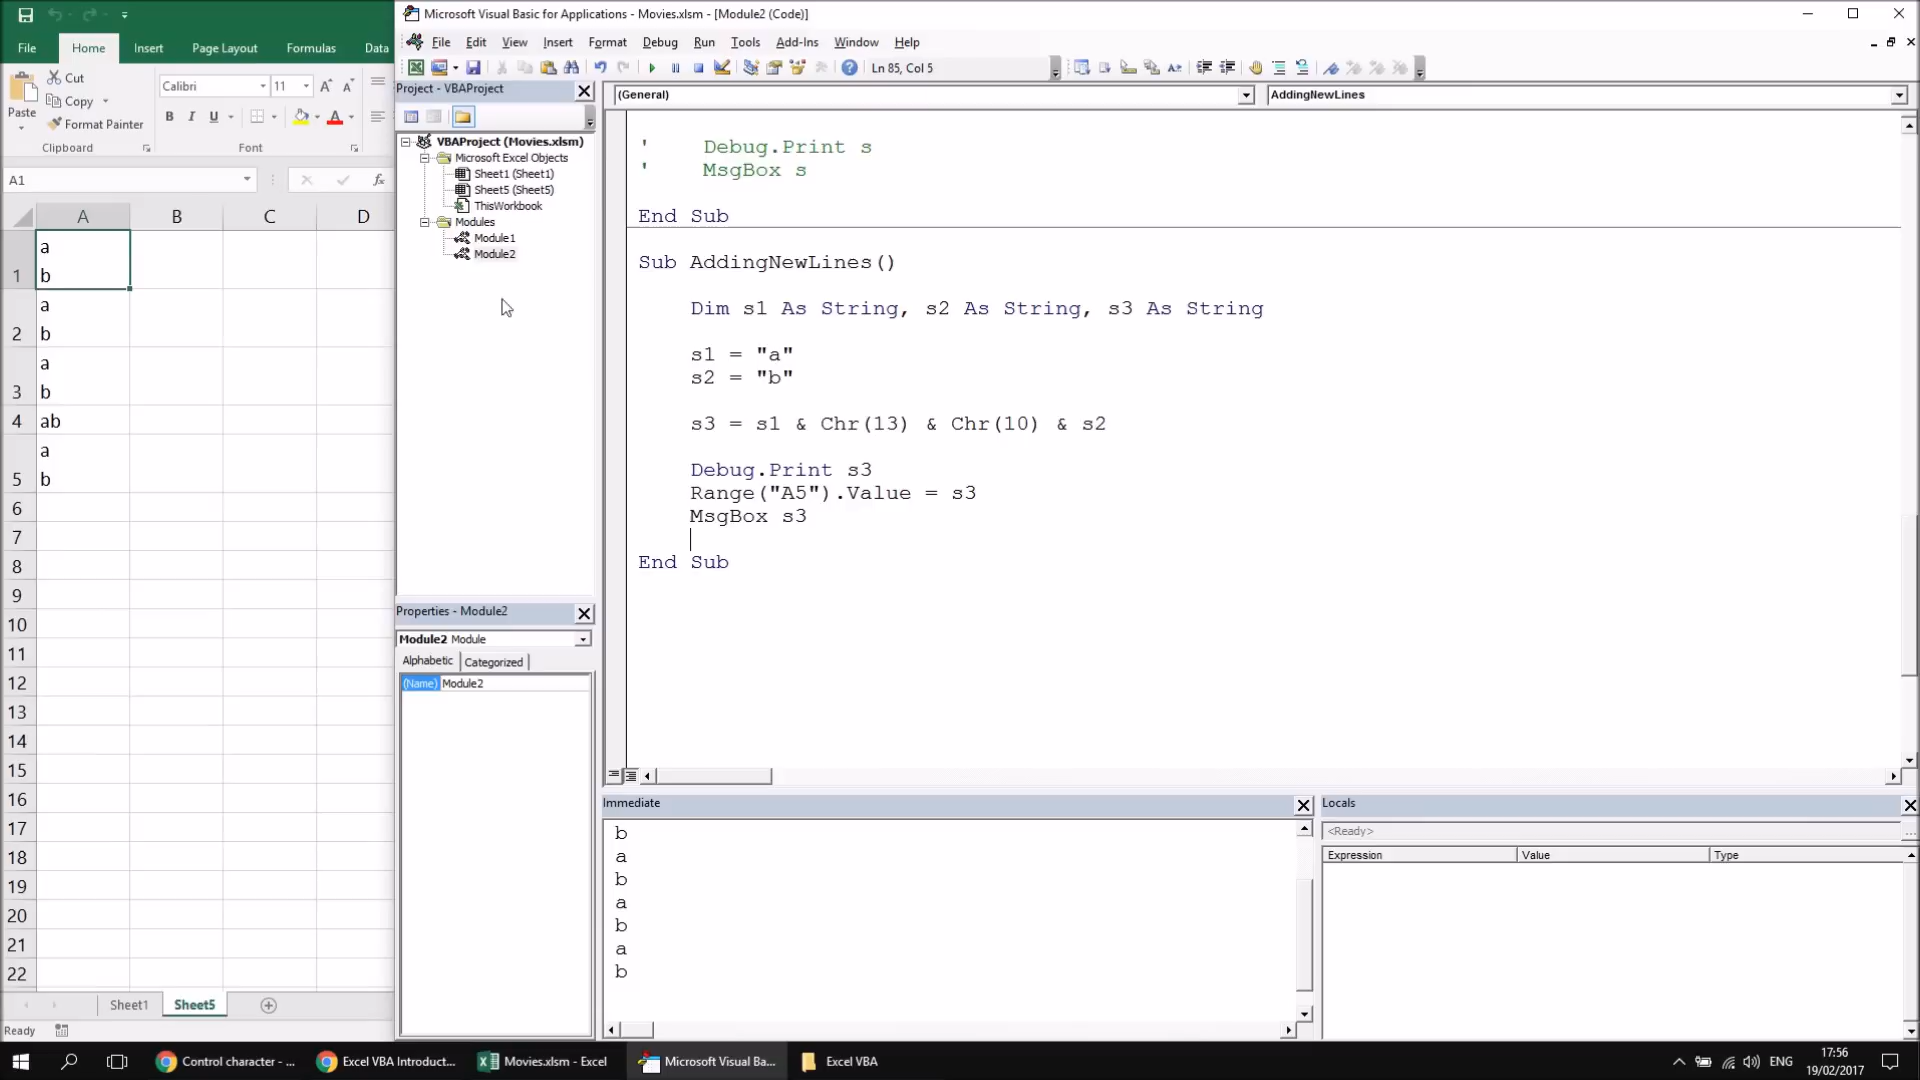 Microsoft Visual Basic for Applications - Movies.xlsm - [Module2 (Code)]
File Home Insert Page Layout Formulas Data
File Edit View Insert Format Debug Run Tools Add-Ins Window Help
Cut
Copy
Format Painter
Paste
Clipboard
Calibri 11
B I U
Font
Ln 85, Col 5
Project - VBAProject
(General)
AddingNewLines
A1
fx
VBAProject (Movies.xlsm)
Microsoft Excel Objects
Sheet1 (Sheet1)
Sheet5 (Sheet5)
ThisWorkbook
Modules
Module1
Module2
A B C D
1 a
b
2 a
b
3 a
b
4 ab
5 a
b
6
7
8
9
10
11
12
13
14
15
16
17
18
19
20
21
22
' Debug.Print s
' MsgBox s
End Sub
Sub AddingNewLines()
Dim s1 As String, s2 As String, s3 As String
s1 = "a"
s2 = "b"
s3 = s1 & Chr(13) & Chr(10) & s2
Debug.Print s3
Range("A5").Value = s3
MsgBox s3
End Sub
Properties - Module2
Module2 Module
Alphabetic Categorized
(Name) Module2
Immediate
b
a
b
a
b
a
b
Locals
<Ready>
Expression Value Type
Sheet1 Sheet5
Ready
Control character - ...
Excel VBA Introduct...
Movies.xlsm - Excel
Microsoft Visual Ba...
Excel VBA
ENG
17:56
19/02/2017